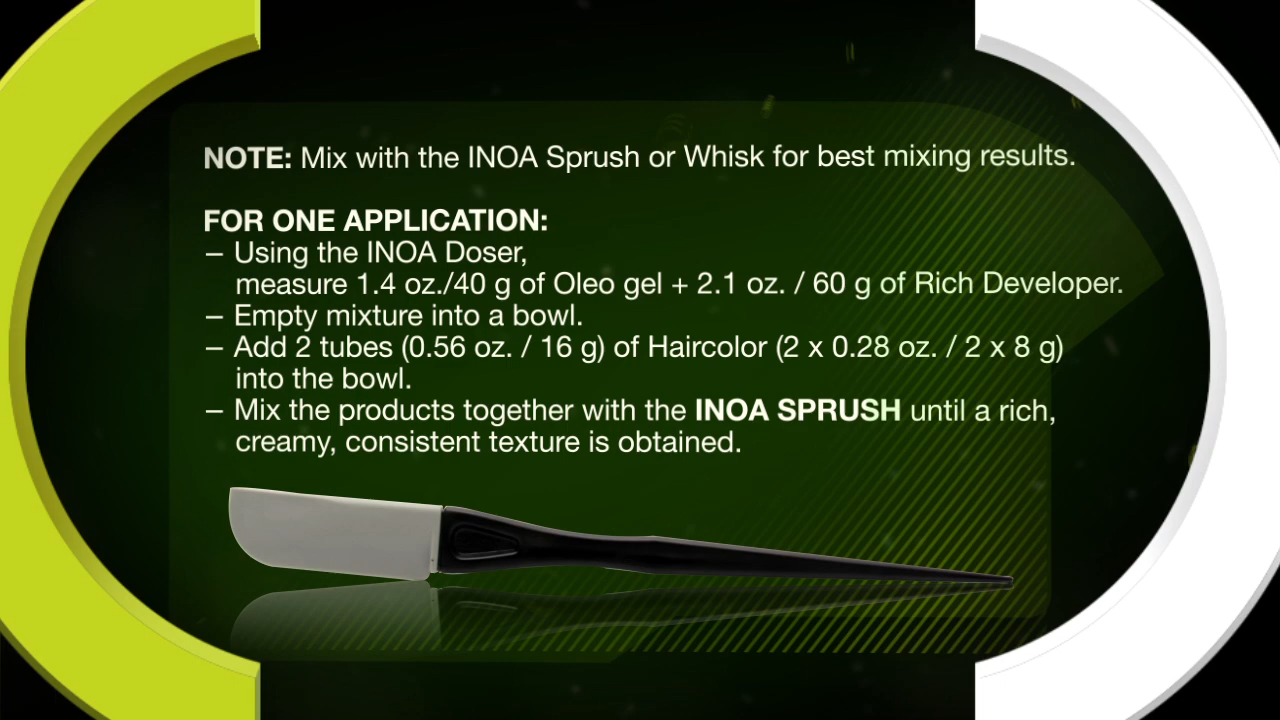 NOTE: Mix with the INOA Sprush or Whisk for best mixing results.
FOR ONE APPLICATION:
– Using the INOA Doser,
measure 1.4 oz./40 g of Oleo gel + 2.1 oz. / 60 g of Rich Developer.
– Empty mixture into a bowl.
– Add 2 tubes (0.56 oz. / 16 g) of Haircolor (2 x 0.28 oz. / 2 x 8 g)
into the bowl.
– Mix the products together with the INOA SPRUSH until a rich,
creamy, consistent texture is obtained.